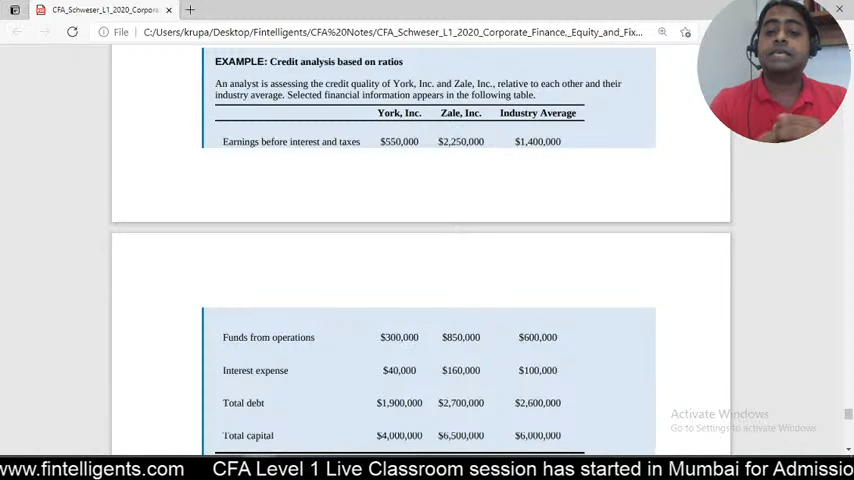 CFA_Schweser_L1_2020_Corpora
File
C:/Users/krupa/Desktop/Fintelligents/CFA%20Notes/CFA_Schweser_L1_2020_Corporate_Finance,_Equity_and_Fix...
EXAMPLE: Credit analysis based on ratios
An analyst is assessing the credit quality of York, Inc. and Zale, Inc., relative to each other and their
industry average. Selected financial information appears in the following table.
York, Inc. Zale, Inc. Industry Average
Earnings before interest and taxes $550,000 $2,250,000 $1,400,000
Funds from operations $300,000 $850,000 $600,000
Interest expense $40,000 $160,000 $100,000
Total debt $1,900,000 $2,700,000 $2,600,000
Total capital $4,000,000 $6,500,000 $6,000,000
Activate Windows
Go to Settings to activate Windows.
www.fintelligents.com CFA Level 1 Live Classroom session has started in Mumbai for Admissio